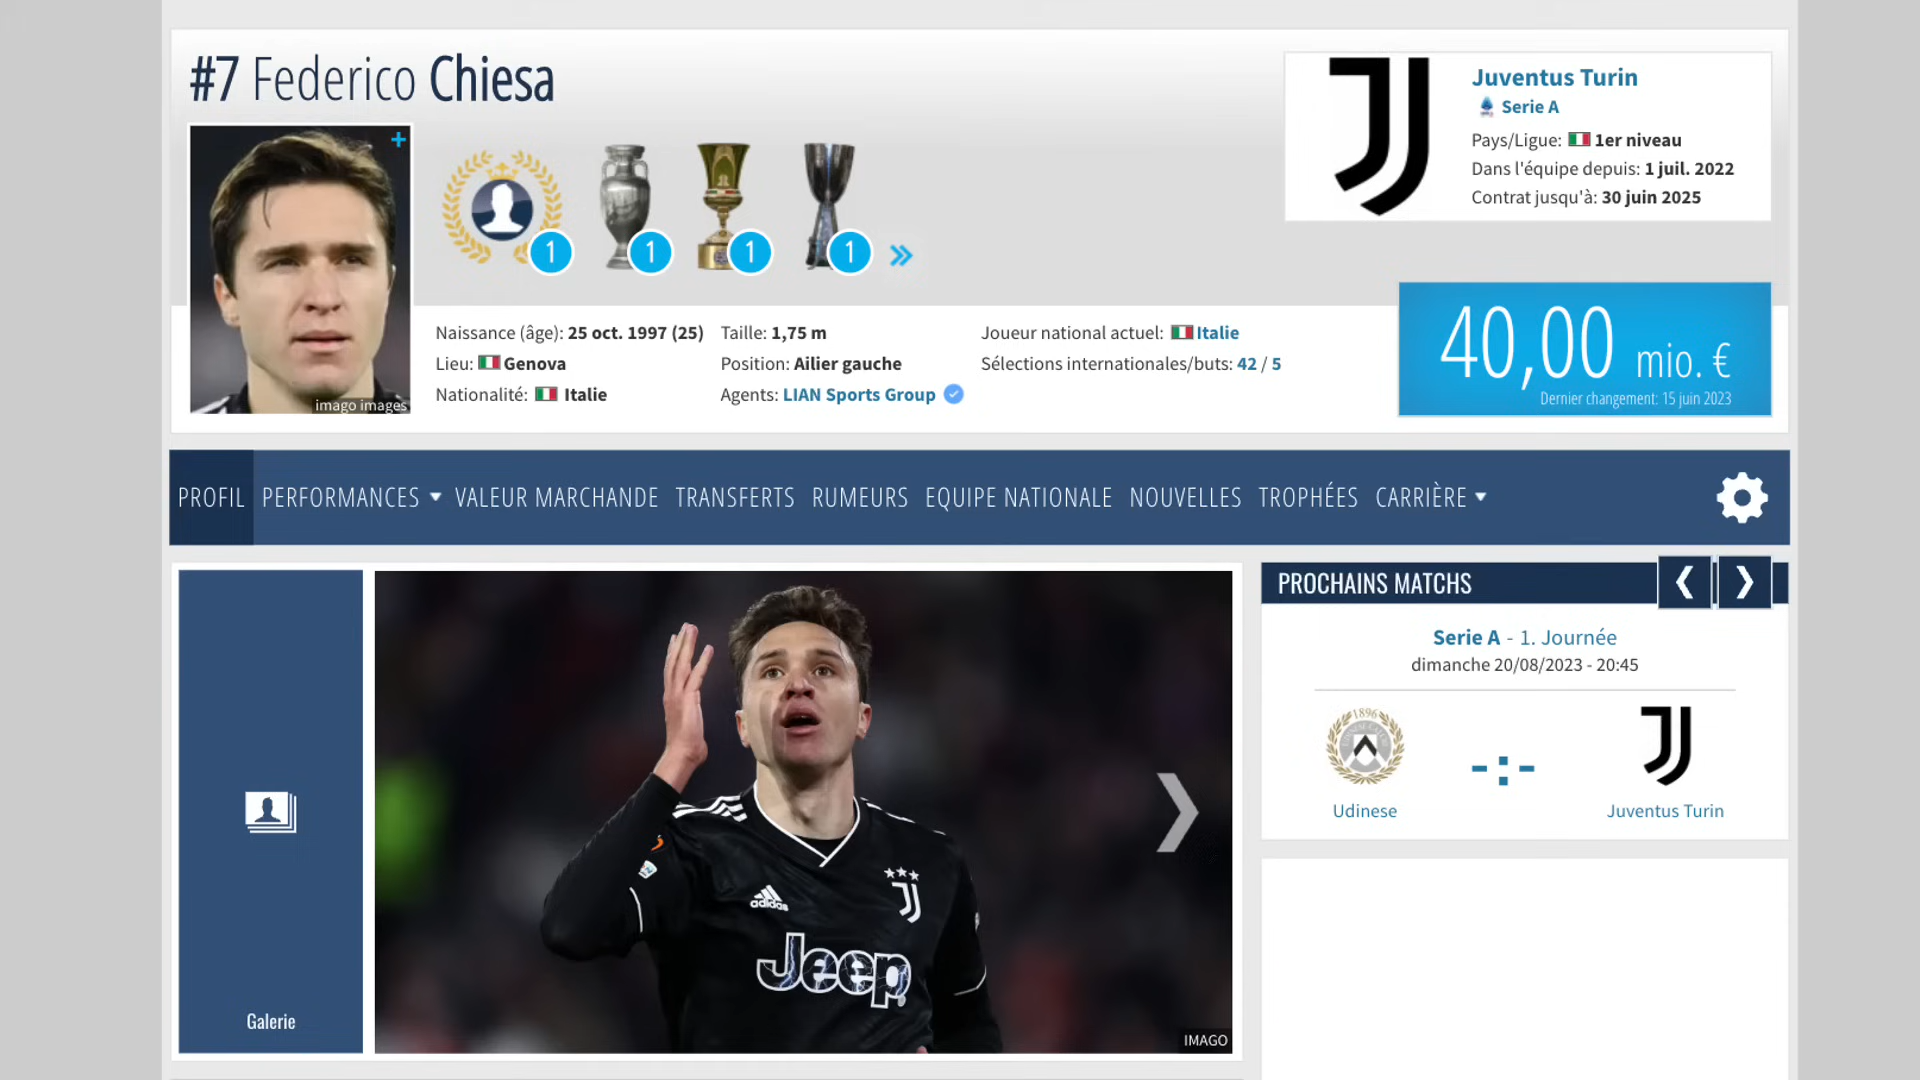 #7 Federico Chiesa
imago images
1
1
1
1
Juventus Turin
Serie A
Pays/Ligue: 1er niveau
Dans l'équipe depuis: 1 juil. 2022
Contrat jusqu'à: 30 juin 2025
Naissance (âge): 25 oct. 1997 (25)
Lieu: Genova
Nationalité: Italie
Taille: 1,75 m
Position: Ailier gauche
Agents: LIAN Sports Group
Joueur national actuel: Italie
Sélections internationales/buts: 42 / 5
40,00 mio. €
Dernier changement: 15 juin 2023
PROFIL PERFORMANCES VALEUR MARCHANDE TRANSFERTS RUMEURS EQUIPE NATIONALE NOUVELLES TROPHÉES CARRIÈRE
Galerie
adidas
Jeep
IMAGO
PROCHAINS MATCHS
Serie A - 1. Journée
dimanche 20/08/2023 - 20:45
1896
-:-
Udinese
Juventus Turin